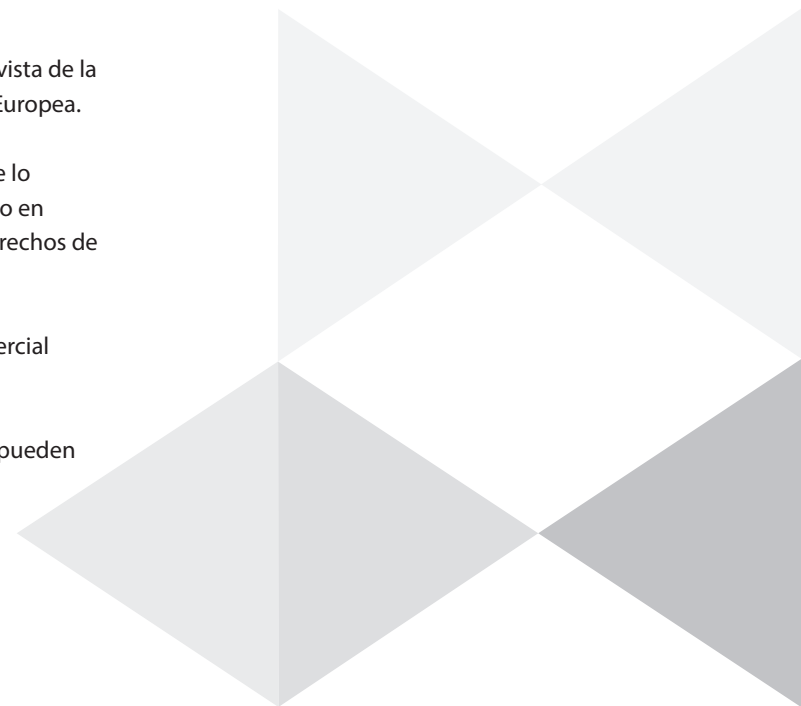 vista de la
Europea.
e lo
o en
rechos de
ercial
pueden